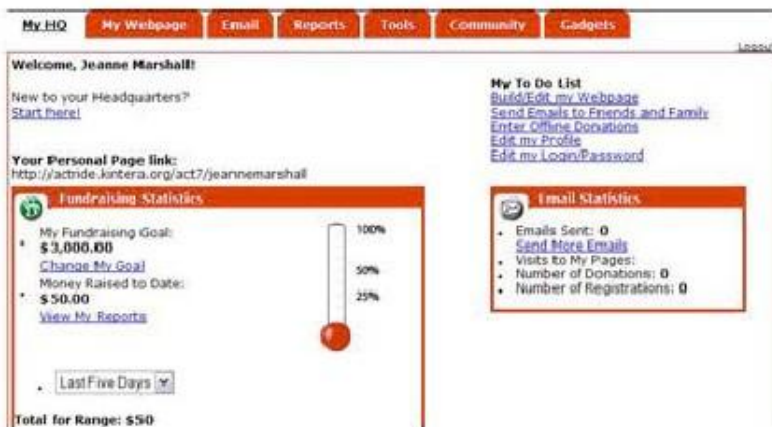 My HQ My Webpage Email Reports Tools Community Gadgets
Logout
Welcome, Jeanne Marshall!
New to your Headquarters?
Start here!
Your Personal Page link:
http://actride.kintera.org/act7/jeannemarshall
My To Do List
Build/Edit my Webpage
Send Emails to Friends and Family
Enter Offline Donations
Edit my Profile
Edit my Login/Password
Fundraising Statistics
My Fundraising Goal:
$3,000.00
Change My Goal
Money Raised to Date:
$50.00
View My Reports
100%
50%
25%
Last Five Days
Total for Range: $50
Email Statistics
Emails Sent: 0
Send More Emails
Visits to My Pages:
Number of Donations: 0
Number of Registrations: 0